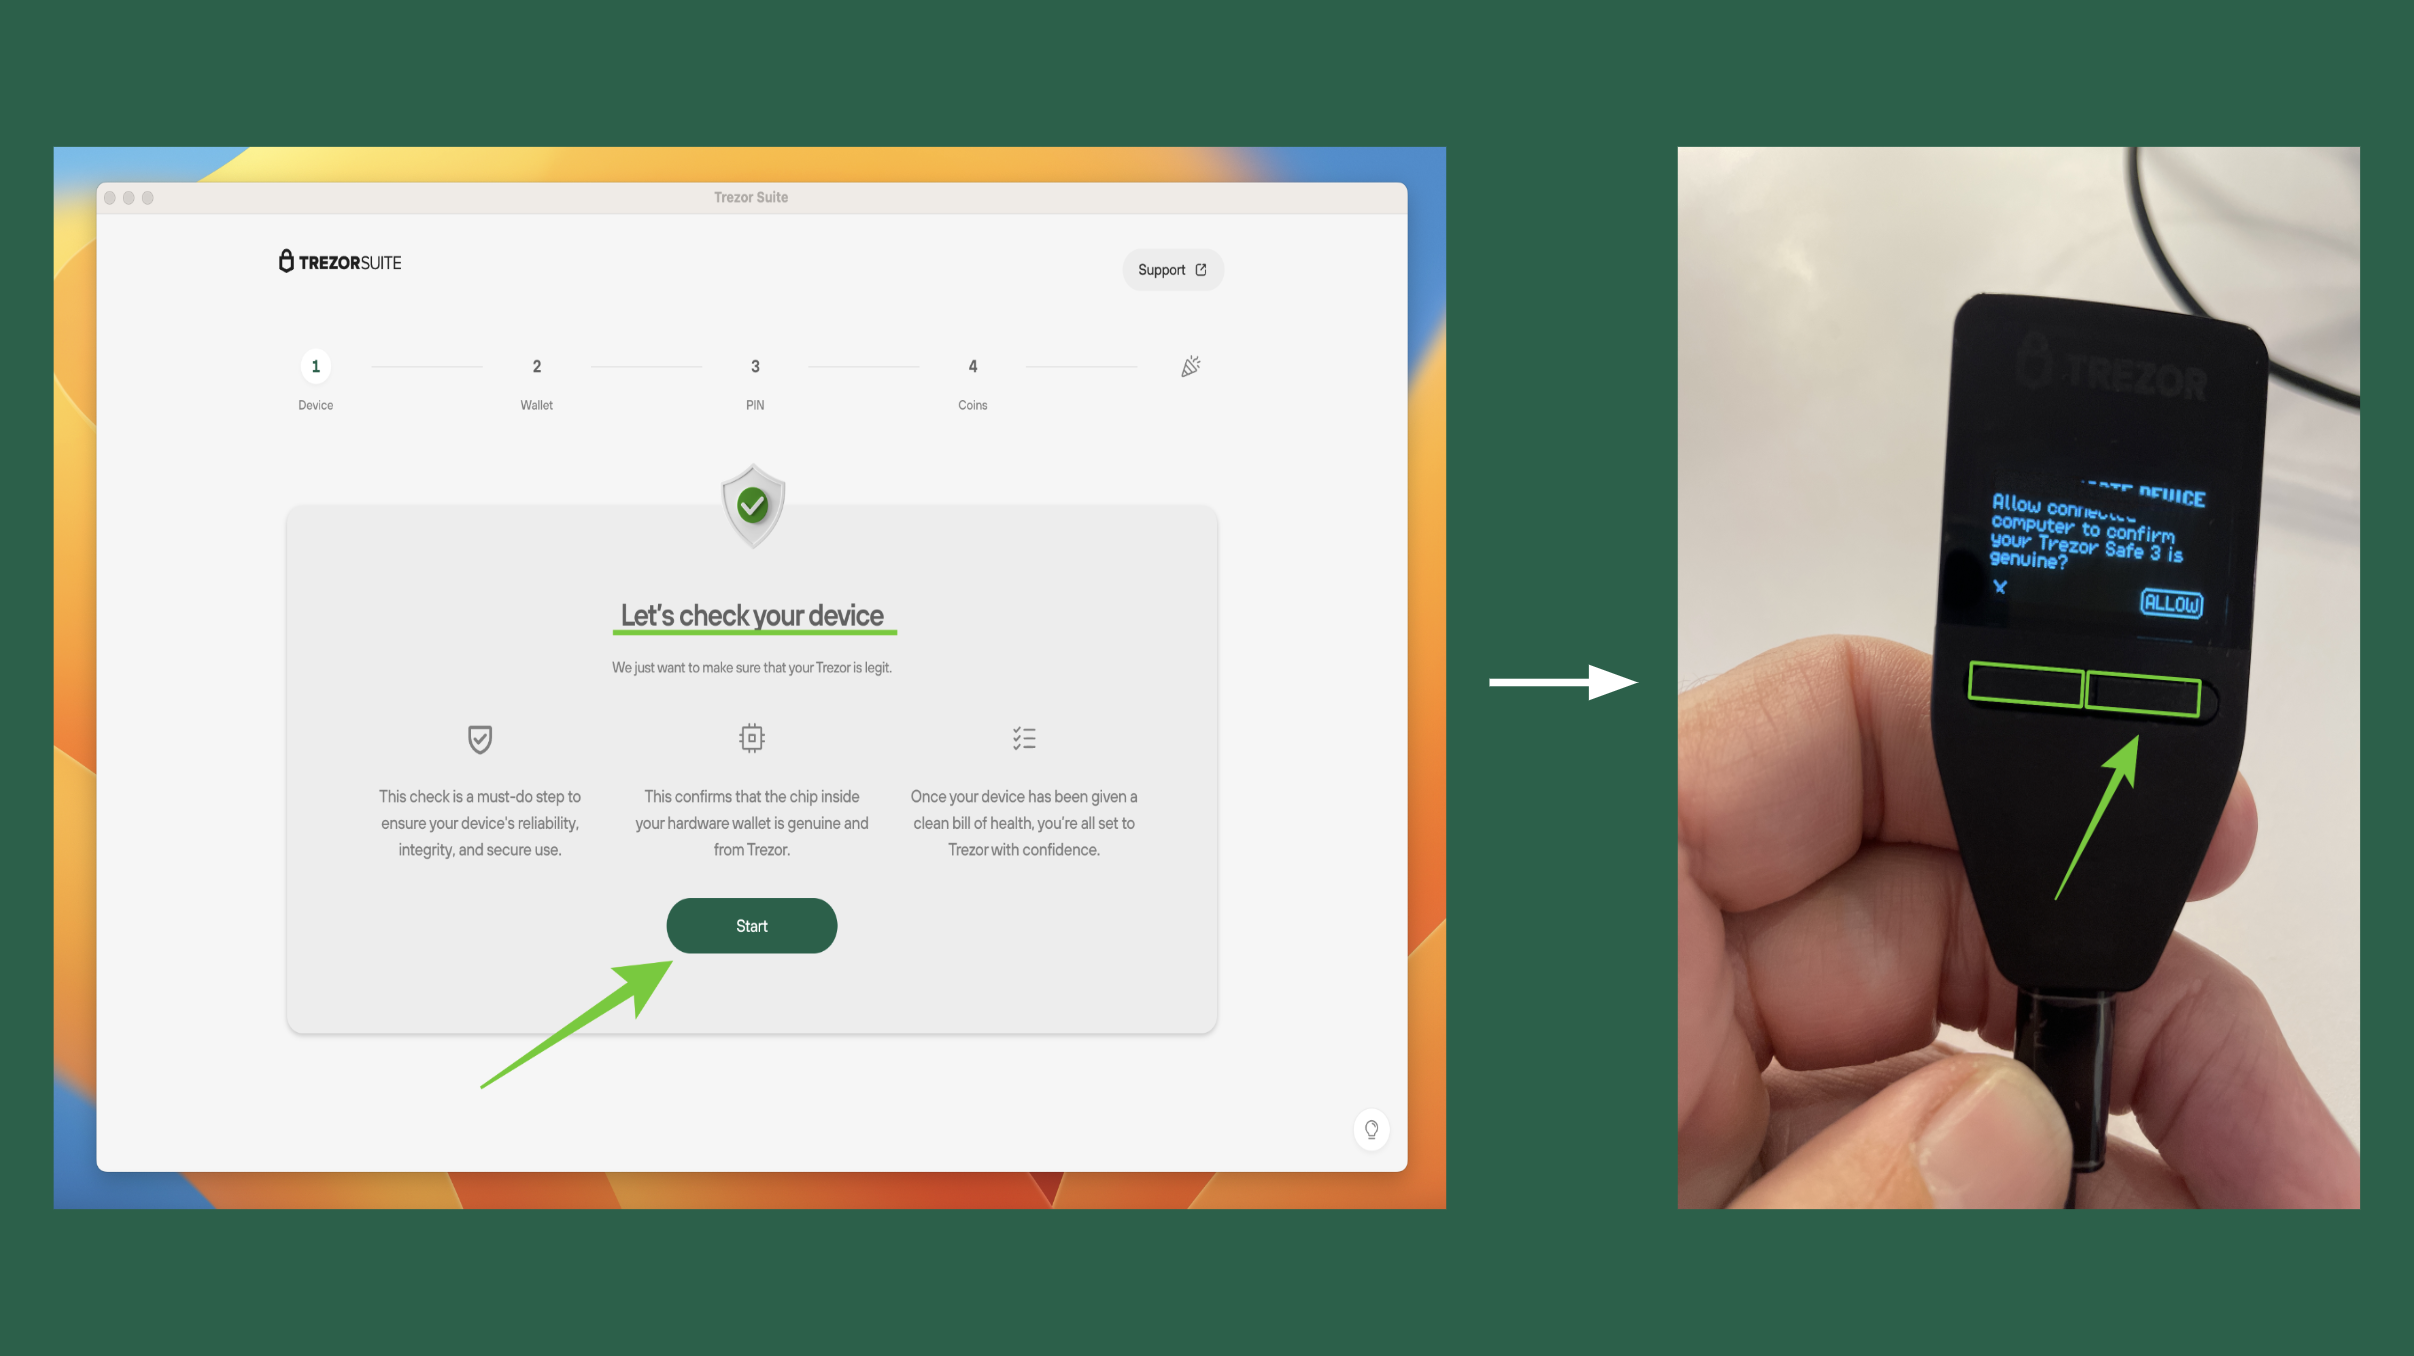 Trezor Suite
TREZORSUITE
Support
1
2
3
4
Device
Wallet
PIN
Coins
Let's check your device
We just want to make sure that your Trezor is legit.
This check is a must-do step to
ensure your device's reliability,
integrity, and secure use.
This confirms that the chip inside
your hardware wallet is genuine and
from Trezor.
Once your device has been given a
clean bill of health, you're all set to
Trezor with confidence.
Start
TREZOR
DEVICE
Allow connected
computer to confirm
your Trezor Safe 3 is
genuine?
X
ALLOW